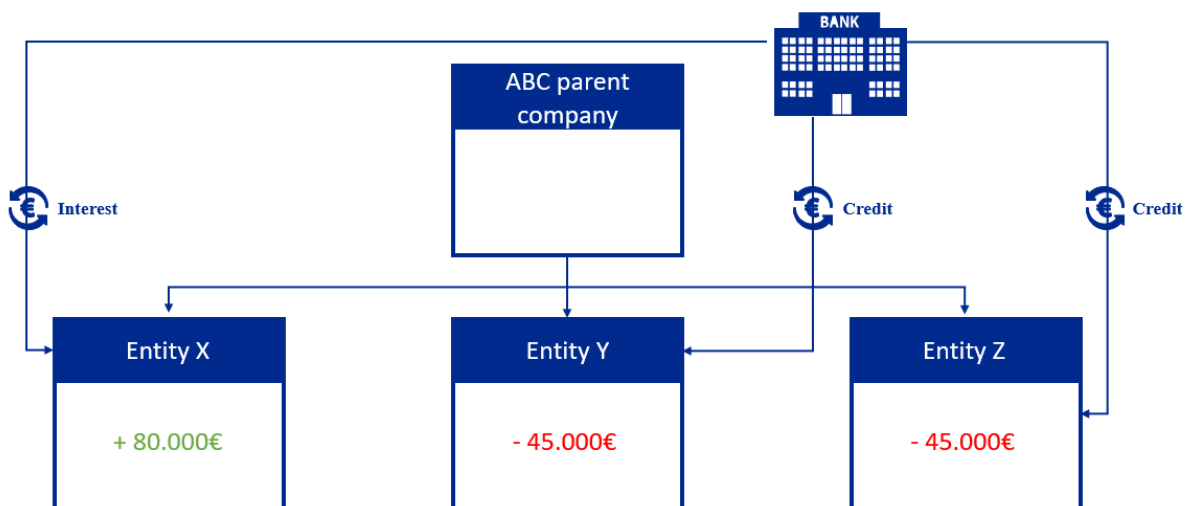 BANK
ABC parent
company
Interest
€
€ Credit
€ Credit
Entity X
Entity Y
Entity Z
+ 80.000€
- 45.000€
- 45.000€